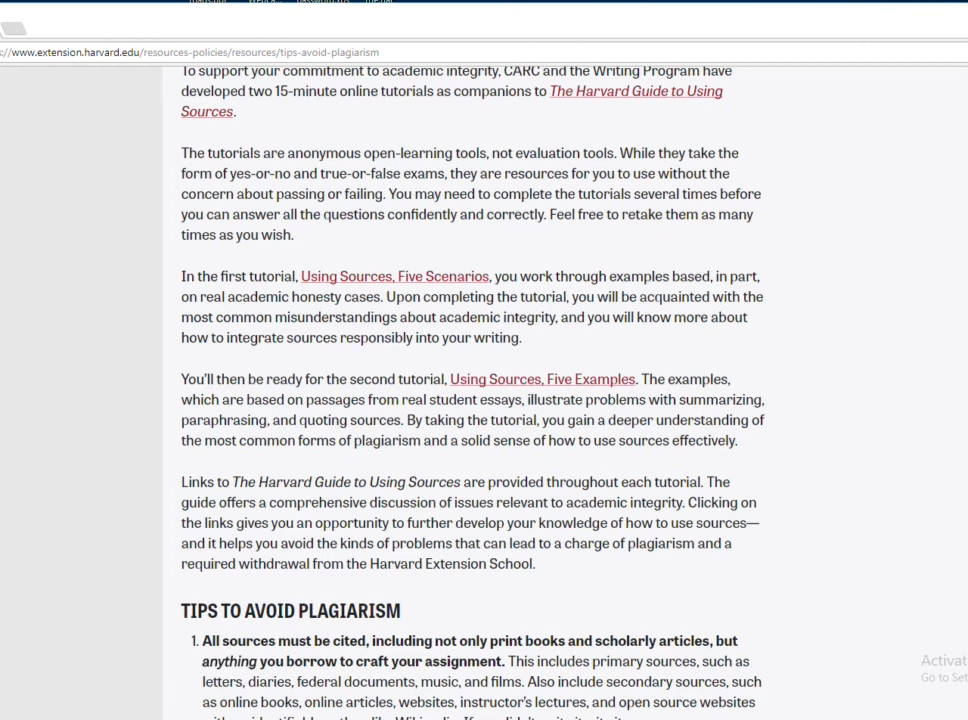 ://www.extension.harvard.edu/resources-policies/resources/tips-avoid-plagiarism
To support your commitment to academic integrity, CARC and the Writing Program have
developed two 15-minute online tutorials as companions to The Harvard Guide to Using
Sources.
The tutorials are anonymous open-learning tools, not evaluation tools. While they take the
form of yes-or-no and true-or-false exams, they are resources for you to use without the
concern about passing or failing. You may need to complete the tutorials several times before
you can answer all the questions confidently and correctly. Feel free to retake them as many
times as you wish.
In the first tutorial, Using Sources, Five Scenarios, you work through examples based, in part,
on real academic honesty cases. Upon completing the tutorial, you will be acquainted with the
most common misunderstandings about academic integrity, and you will know more about
how to integrate sources responsibly into your writing.
You'll then be ready for the second tutorial, Using Sources, Five Examples. The examples,
which are based on passages from real student essays, illustrate problems with summarizing,
paraphrasing, and quoting sources. By taking the tutorial, you gain a deeper understanding of
the most common forms of plagiarism and a solid sense of how to use sources effectively.
Links to The Harvard Guide to Using Sources are provided throughout each tutorial. The
guide offers a comprehensive discussion of issues relevant to academic integrity. Clicking on
the links gives you an opportunity to further develop your knowledge of how to use sources—
and it helps you avoid the kinds of problems that can lead to a charge of plagiarism and a
required withdrawal from the Harvard Extension School.
TIPS TO AVOID PLAGIARISM
1. All sources must be cited, including not only print books and scholarly articles, but
anything you borrow to craft your assignment. This includes primary sources, such as
letters, diaries, federal documents, music, and films. Also include secondary sources, such
as online books, online articles, websites, instructor's lectures, and open source websites
Activat
Go to Set